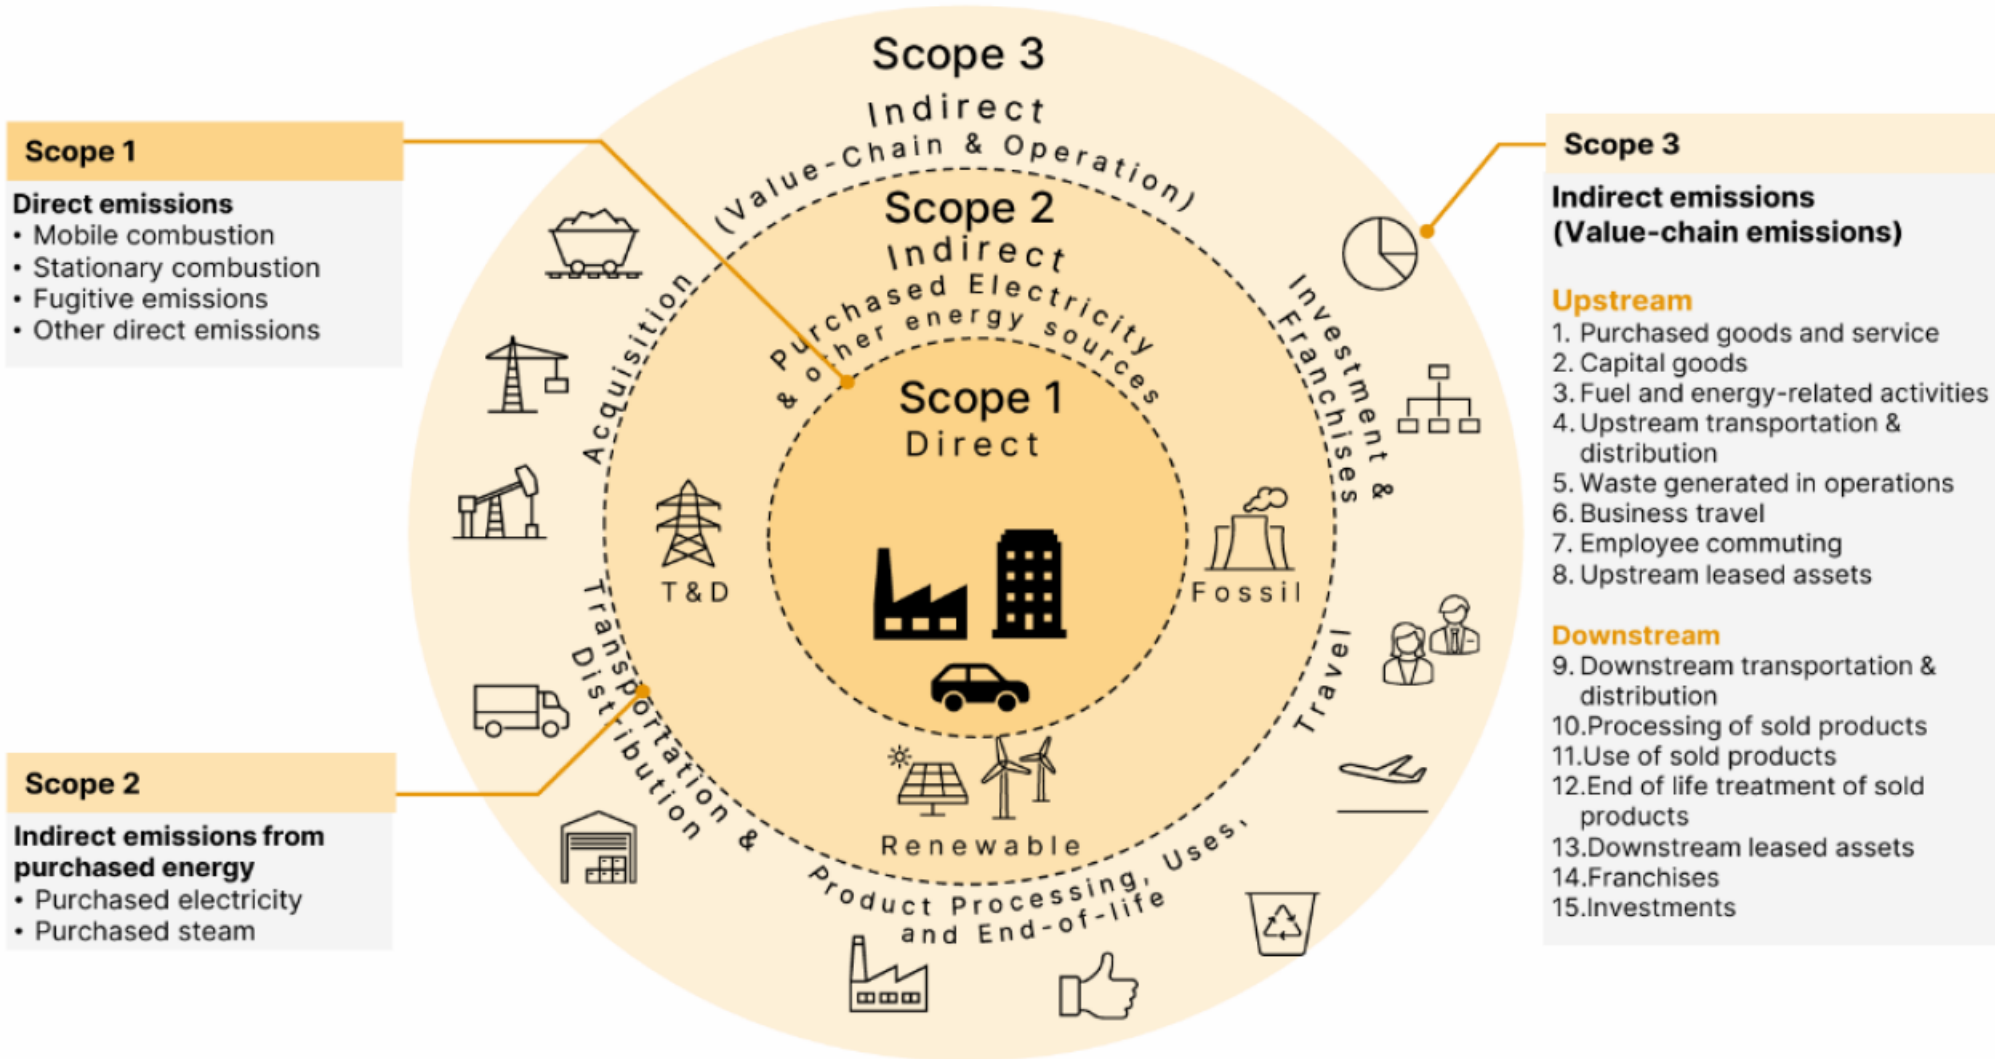 Scope 3
Indirect
(Value-Chain & Operation)
Scope 2
Indirect
Purchased Electricity
& other energy sources
Scope 1
Direct
Acquisition
Investment &
Franchises
T&D
Fossil
Transportation &
Distribution
Travel
Renewable
Product Processing, Uses,
and End-of-life
Scope 1
Direct emissions
• Mobile combustion
• Stationary combustion
• Fugitive emissions
• Other direct emissions
Scope 2
Indirect emissions from
purchased energy
• Purchased electricity
• Purchased steam
Scope 3
Indirect emissions
(Value-chain emissions)
Upstream
1. Purchased goods and service
2. Capital goods
3. Fuel and energy-related activities
4. Upstream transportation &
distribution
5. Waste generated in operations
6. Business travel
7. Employee commuting
8. Upstream leased assets
Downstream
9. Downstream transportation &
distribution
10.Processing of sold products
11.Use of sold products
12.End of life treatment of sold
products
13.Downstream leased assets
14.Franchises
15.Investments